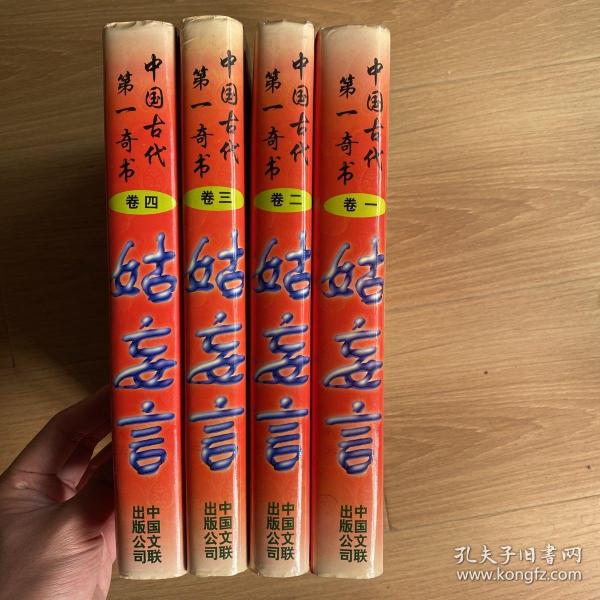 中国古代
第一奇书
卷四
姑妄言
中国文联
出版公司
中国古代
第一奇书
卷三
姑妄言
中国文联
出版公司
中国古代
第一奇书
卷二
姑妄言
中国文联
出版公司
中国古代
第一奇书
卷一
姑妄言
中国文联
出版公司
孔夫子旧书网
www.kongfz.com